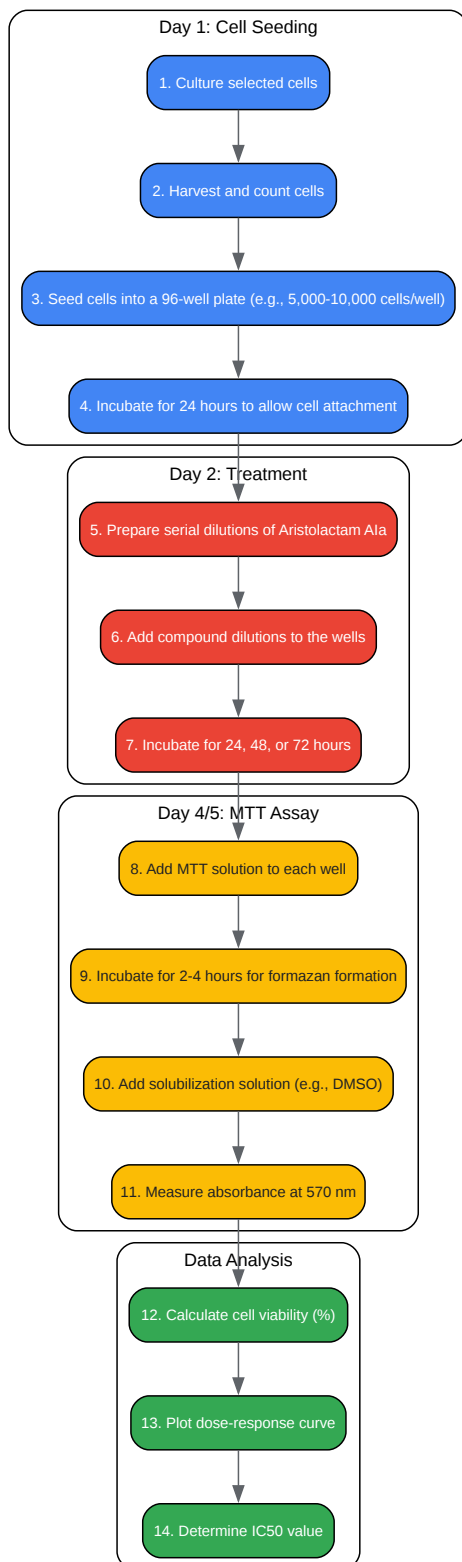 Day 1: Cell Seeding
1. Culture selected cells
2. Harvest and count cells
3. Seed cells into a 96-well plate (e.g., 5,000-10,000 cells/well)
4. Incubate for 24 hours to allow cell attachment
Day 2: Treatment
5. Prepare serial dilutions of Aristolactam AIa
6. Add compound dilutions to the wells
7. Incubate for 24, 48, or 72 hours
Day 4/5: MTT Assay
8. Add MTT solution to each well
9. Incubate for 2-4 hours for formazan formation
10. Add solubilization solution (e.g., DMSO)
11. Measure absorbance at 570 nm
Data Analysis
12. Calculate cell viability (%)
13. Plot dose-response curve
14. Determine IC50 value